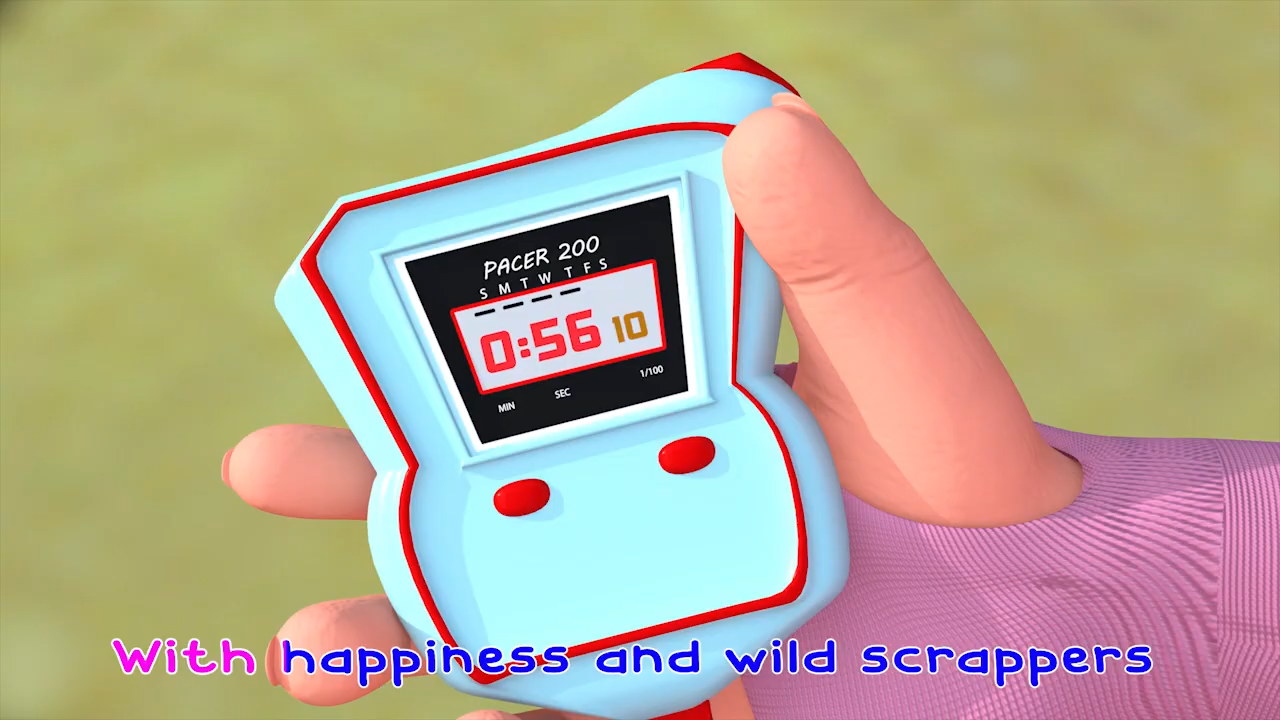 PACER 200
S M T W T F S
0:56 10
MIN SEC 1/100
With happiness and wild scrappers